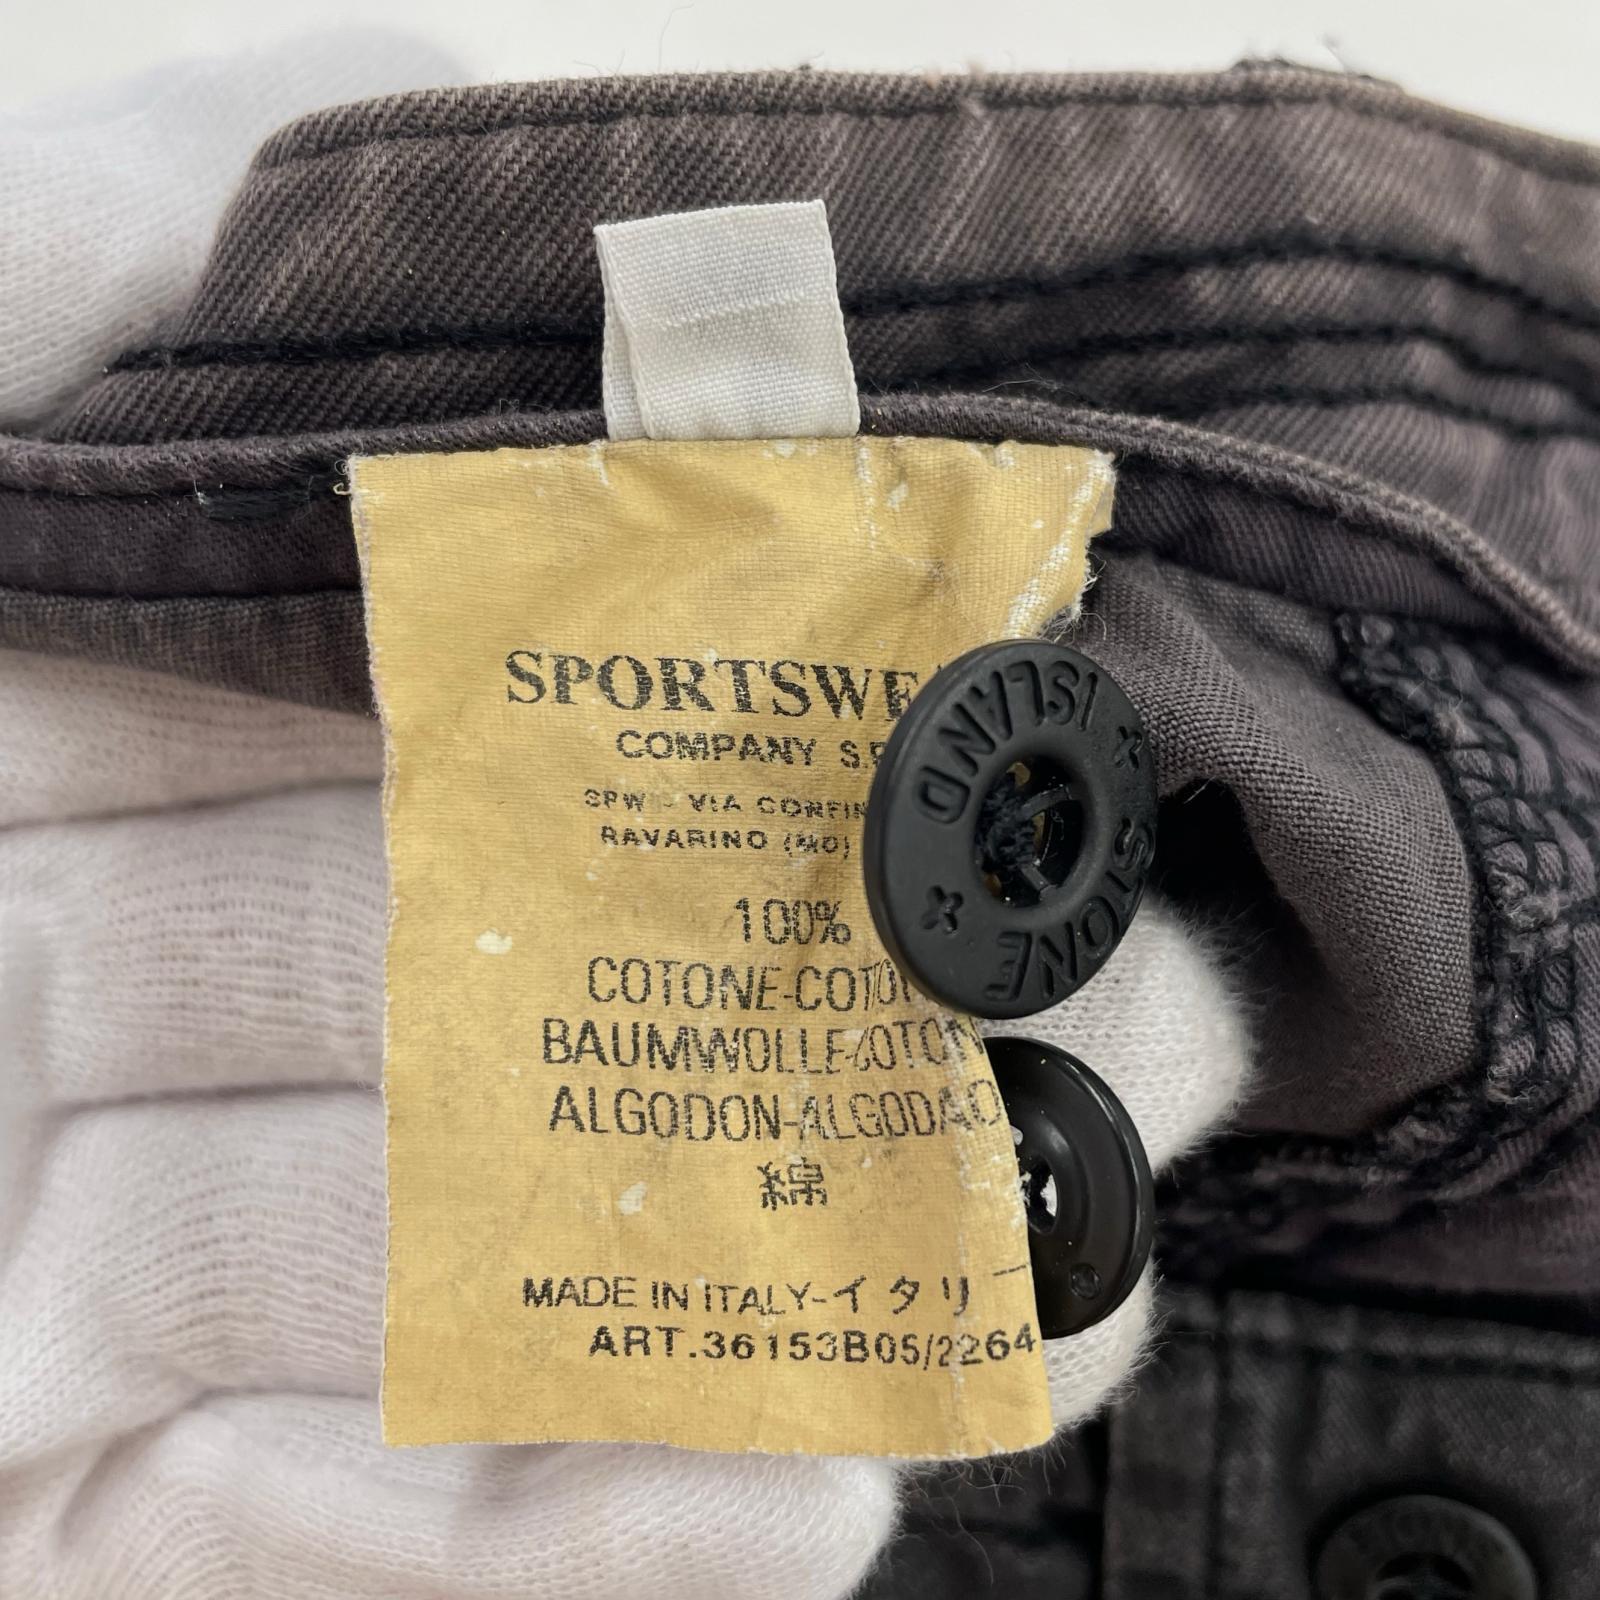 SPORTSWE
COMPANY S.P
SPW - VIA CONFIN
RAVARINO (MO)
100%
COTONE-COTON
BAUMWOLLE-COTON
ALGODON-ALGODAO
綿
MADE IN ITALY-イタリー
ART.36153B05/2264
STONE ISLAND